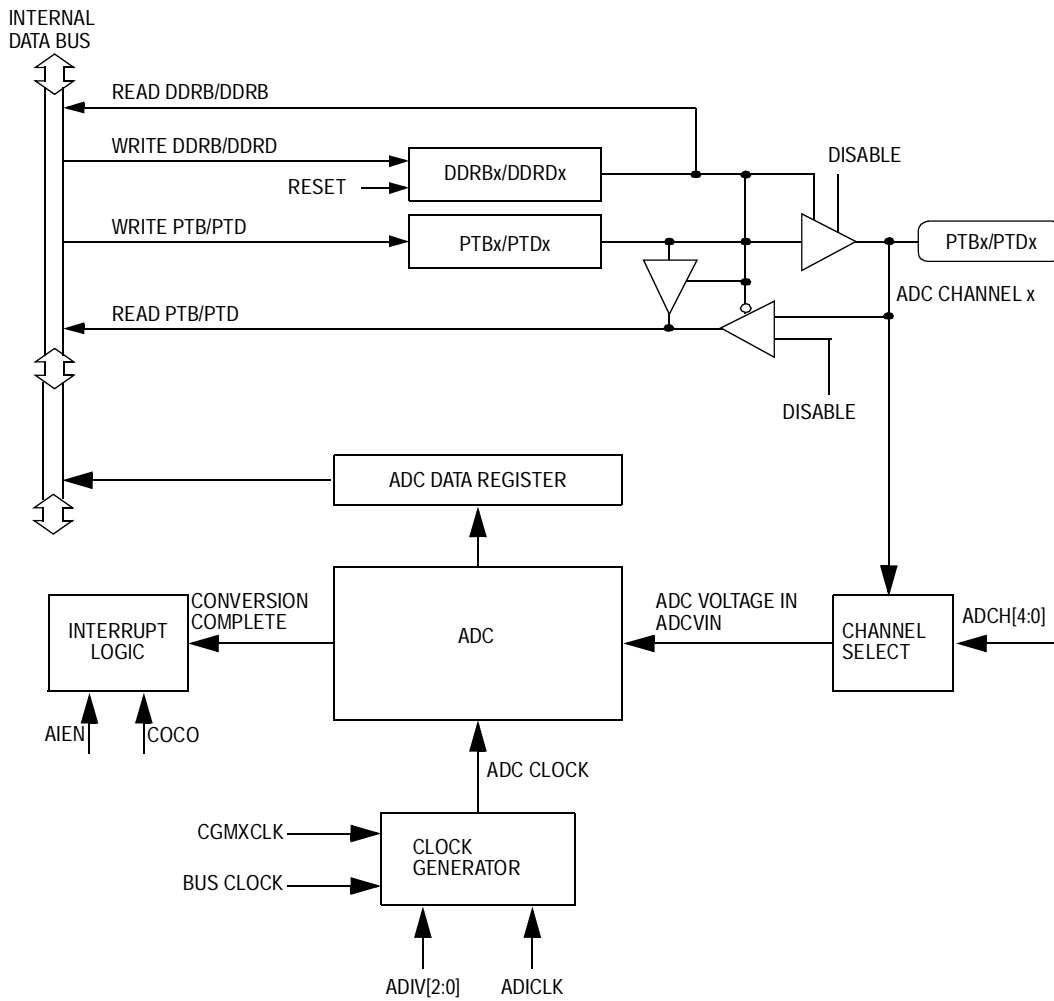 INTERNAL
DATA BUS
READ DDRB/DDRB
WRITE DDRB/DDRD
DISABLE
DDRBx/DDRDx
RESET
WRITE PTB/PTD
PTBx/PTDx
PTBx/PTDx
ADC CHANNEL x
READ PTB/PTD
DISABLE
ADC DATA REGISTER
CONVERSION
COMPLETE
INTERRUPT
LOGIC
ADC
ADC VOLTAGE IN
ADCVIN
CHANNEL
SELECT
ADCH[4:0]
AIEN
COCO
ADC CLOCK
CGMXCLK
CLOCK
GENERATOR
BUS CLOCK
ADIV[2:0]
ADICLK